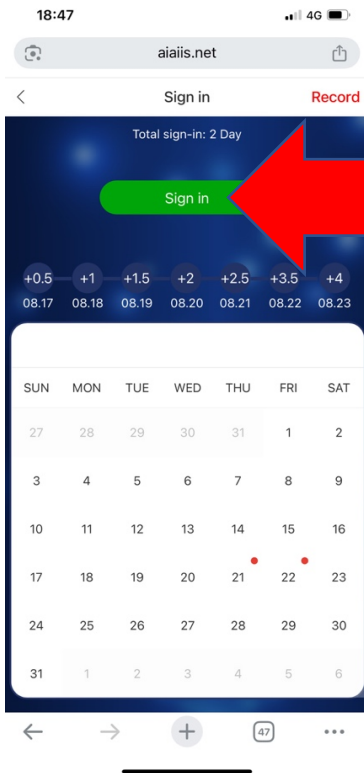 18:47
4G
aiaiis.net
Sign in
Record
Total sign-in: 2 Day
Sign in
+0.5 +1 +1.5 +2 +2.5 +3.5 +4
08.17 08.18 08.19 08.20 08.21 08.22 08.23
SUN MON TUE WED THU FRI SAT
27 28 29 30 31 1 2
3 4 5 6 7 8 9
10 11 12 13 14 15 16
17 18 19 20 21 22 23
24 25 26 27 28 29 30
31 1 2 3 4 5 6
47